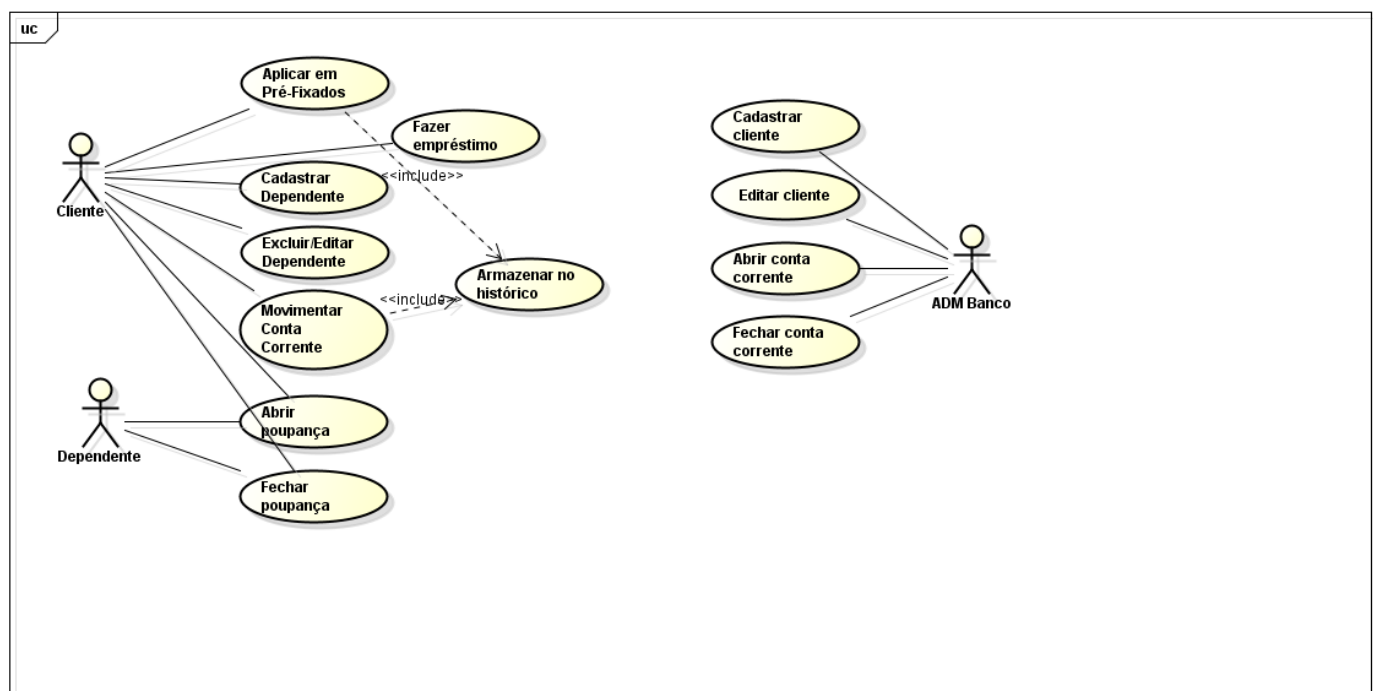 uc
Aplicar em
Pré-Fixados
Fazer
empréstimo
Cadastrar
Dependente
<<include>>
Cliente
Excluir/Editar
Dependente
Armazenar no
histórico
Movimentar
Conta
Corrente
<<include>>
Abrir
poupança
Dependente
Fechar
poupança
Cadastrar
cliente
Editar cliente
Abrir conta
corrente
ADM Banco
Fechar conta
corrente